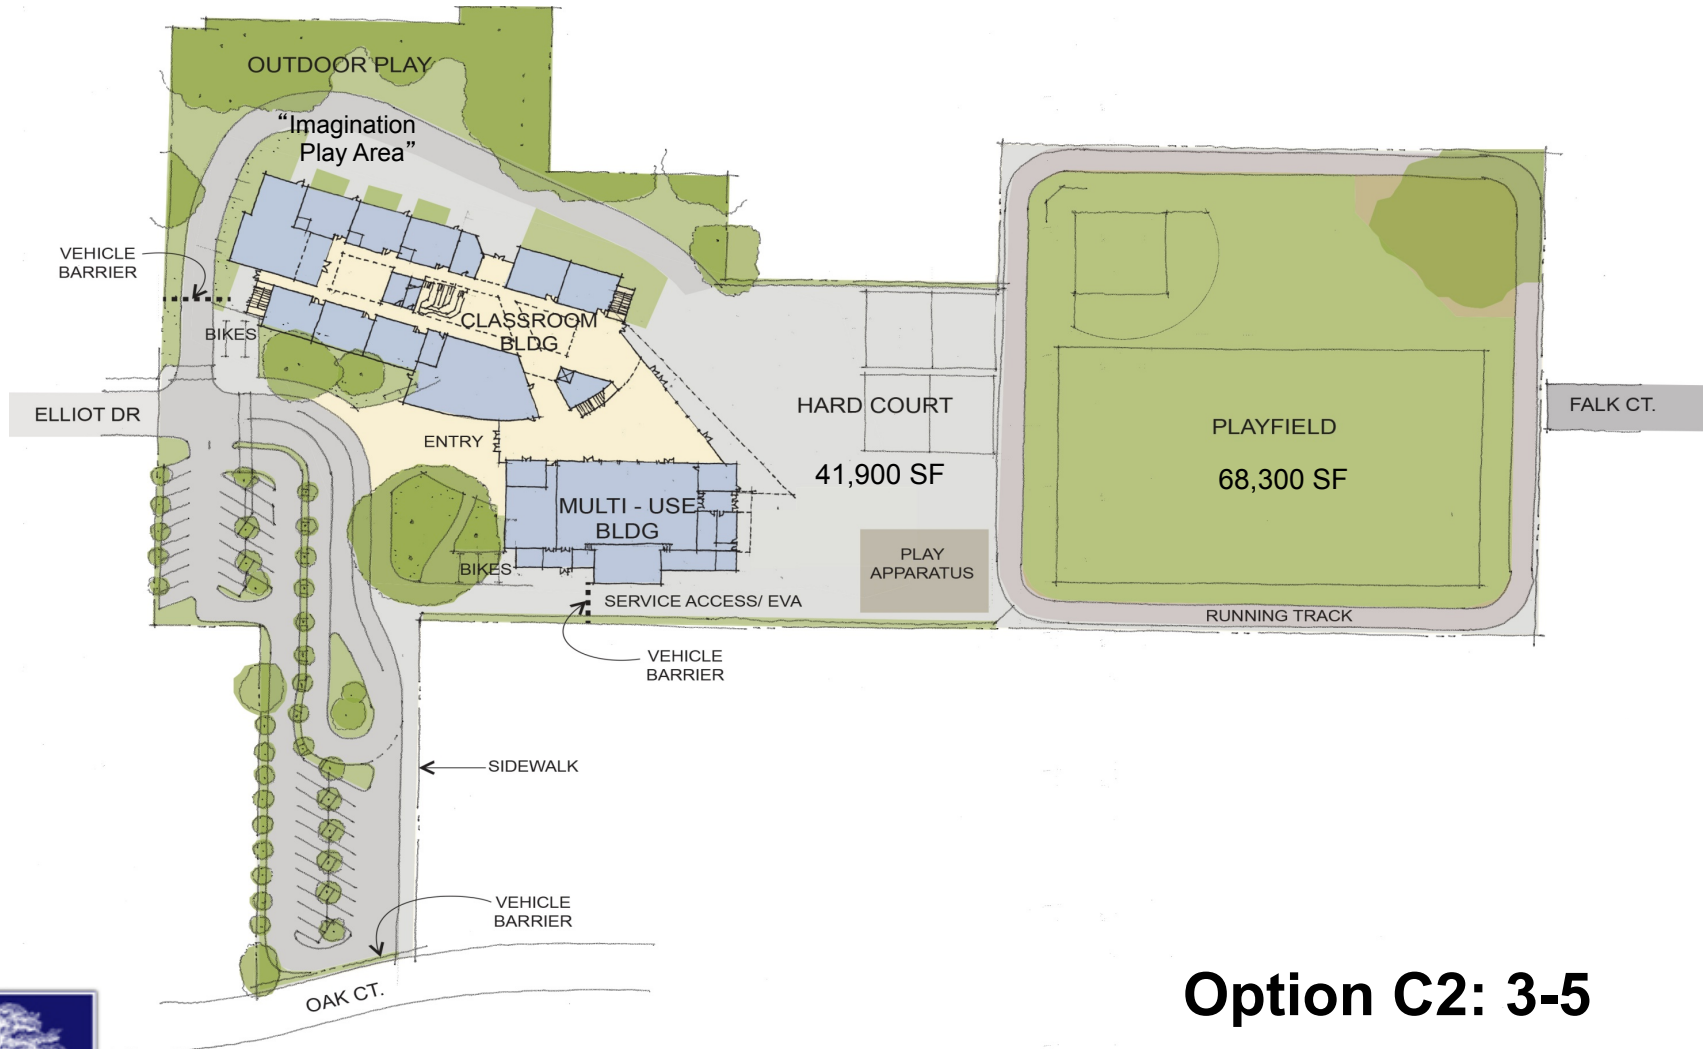 OUTDOOR PLAY
“Imagination
Play Area”
VEHICLE
BARRIER
BIKES
CLASSROOM
BLDG
ELLIOT DR
ENTRY
HARD COURT
41,900 SF
PLAYFIELD
68,300 SF
FALK CT.
MULTI - USE
BLDG
BIKES
PLAY
APPARATUS
SERVICE ACCESS/ EVA
RUNNING TRACK
VEHICLE
BARRIER
SIDEWALK
VEHICLE
BARRIER
OAK CT.
Option C2: 3-5